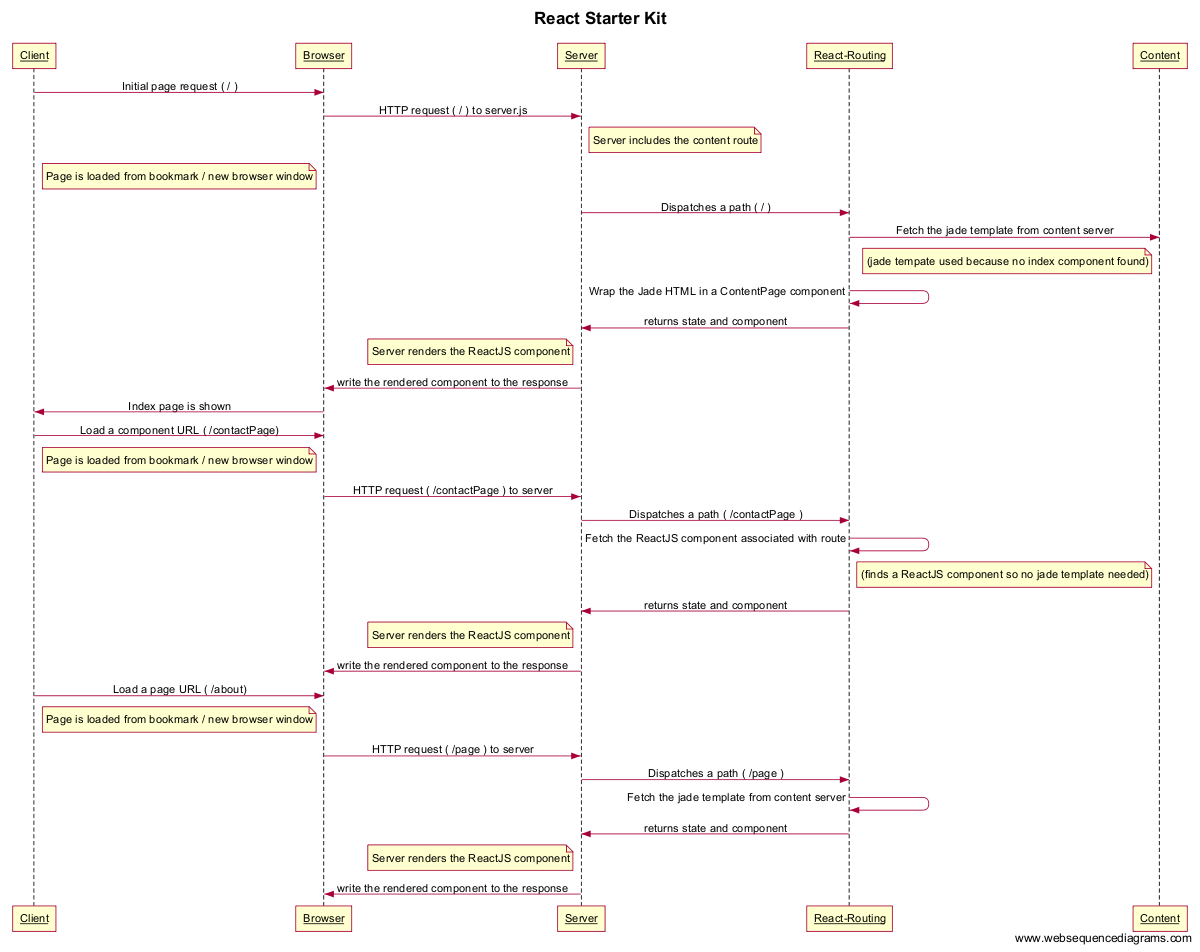 React Starter Kit
Client
Browser
Server
React-Routing
Content
Initial page request ( / )
HTTP request ( / ) to server.js
Server includes the content route
Page is loaded from bookmark / new browser window
Dispatches a path ( / )
Fetch the jade template from content server
(jade tempate used because no index component found)
Wrap the Jade HTML in a ContentPage component
returns state and component
Server renders the ReactJS component
write the rendered component to the response
Index page is shown
Load a component URL ( /contactPage)
Page is loaded from bookmark / new browser window
HTTP request ( /contactPage ) to server
Dispatches a path ( /contactPage )
Fetch the ReactJS component associated with route
(finds a ReactJS component so no jade template needed)
returns state and component
Server renders the ReactJS component
write the rendered component to the response
Load a page URL ( /about)
Page is loaded from bookmark / new browser window
HTTP request ( /page ) to server
Dispatches a path ( /page )
Fetch the jade template from content server
returns state and component
Server renders the ReactJS component
write the rendered component to the response
Client
Browser
Server
React-Routing
Content
www.websequencediagrams.com